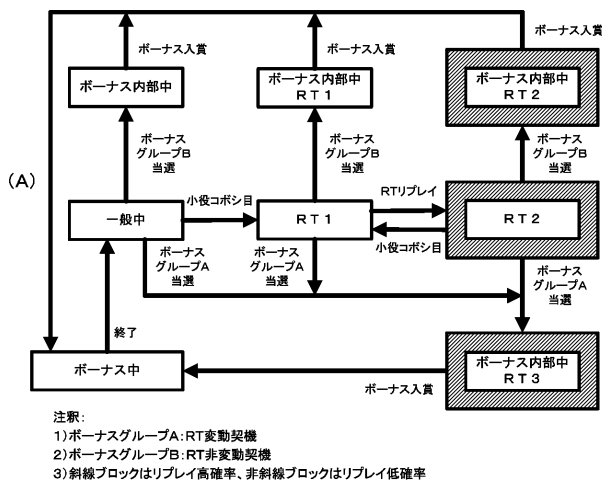 ボーナス入賞
ボーナス入賞
ボーナス入賞
ボーナス内部中
ボーナス内部中
RT1
ボーナス内部中
RT2
ボーナス
グループB
当選
ボーナス
グループB
当選
ボーナス
グループB
当選
(A)
小役コボシ目
RTリプレイ
一般中
RT1
RT2
小役コボシ目
ボーナス
グループA
当選
ボーナス
グループA
当選
ボーナス
グループA
当選
終了
ボーナス中
ボーナス内部中
RT3
ボーナス入賞
注釈:
1)ボーナスグループA:RT変動契機
2)ボーナスグループB:RT非変動契機
3)斜線ブロックはリプレイ高確率、非斜線ブロックはリプレイ低確率